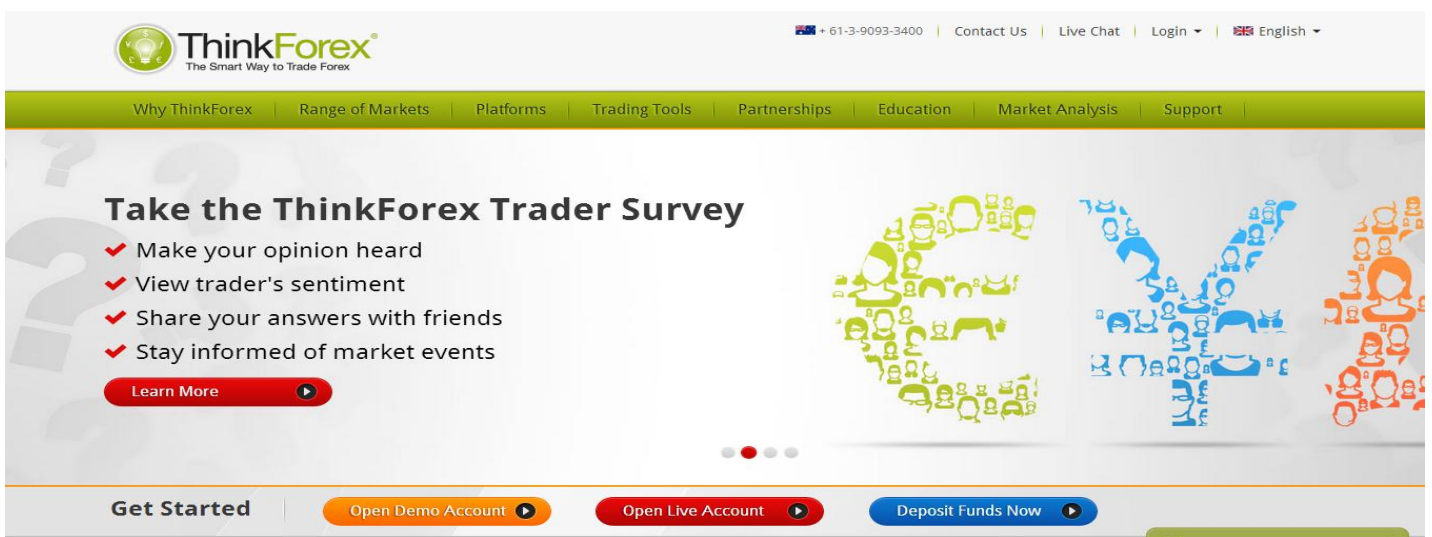 ThinkForex®
The Smart Way to Trade Forex
+ 61-3-9093-3400 Contact Us Live Chat Login English
Why ThinkForex Range of Markets Platforms Trading Tools Partnerships Education Market Analysis Support
Take the ThinkForex Trader Survey
Make your opinion heard
View trader's sentiment
Share your answers with friends
Stay informed of market events
Learn More
Get Started Open Demo Account Open Live Account Deposit Funds Now